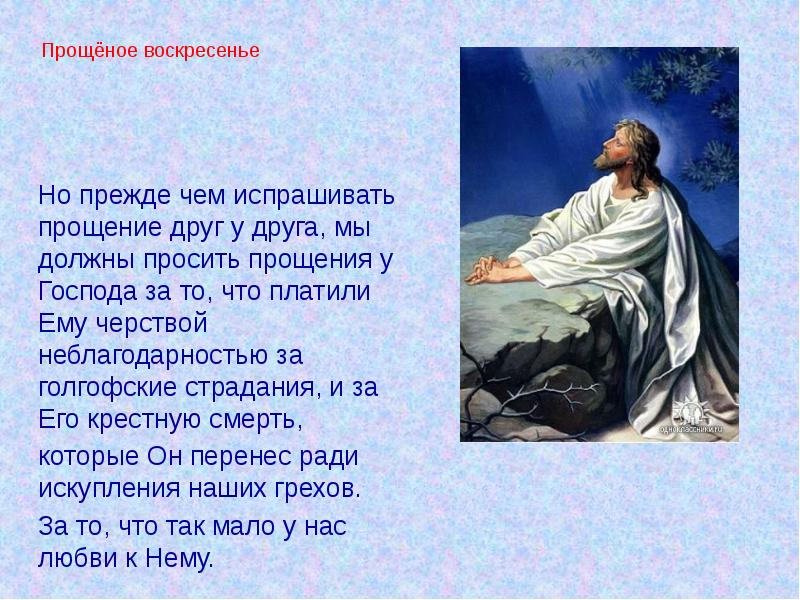 Прощёное воскресенье
Но прежде чем испрашивать
прощение друг у друга, мы
должны просить прощения у
Господа за то, что платили
Ему черствой
неблагодарностью за
голгофские страдания, и за
Его крестную смерть,
которые Он перенес ради
искупления наших грехов.
За то, что так мало у нас
любви к Нему.
одноклассники.ru